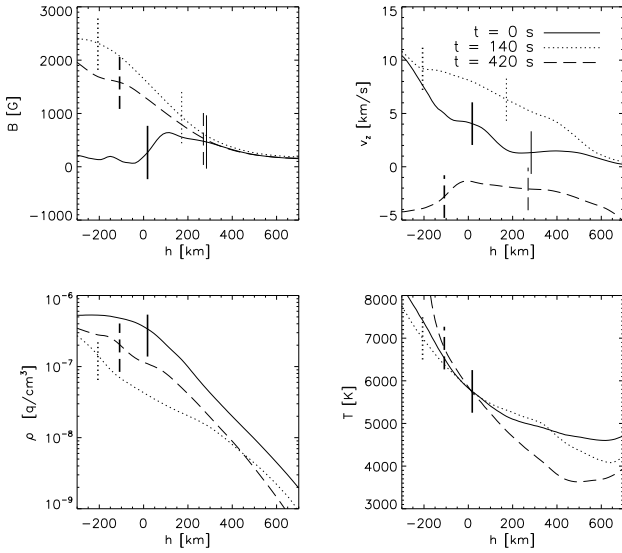 3000
2000
1000
0
-1000
B [G]
-200 0 200 400 600
h [km]
t = 0 s
t = 140 s
t = 420 s
15
10
5
0
-5
v_z [km/s]
-200 0 200 400 600
h [km]
10^-6
10^-7
10^-8
10^-9
ρ [g/cm^3]
-200 0 200 400 600
h [km]
8000
7000
6000
5000
4000
3000
T [K]
-200 0 200 400 600
h [km]